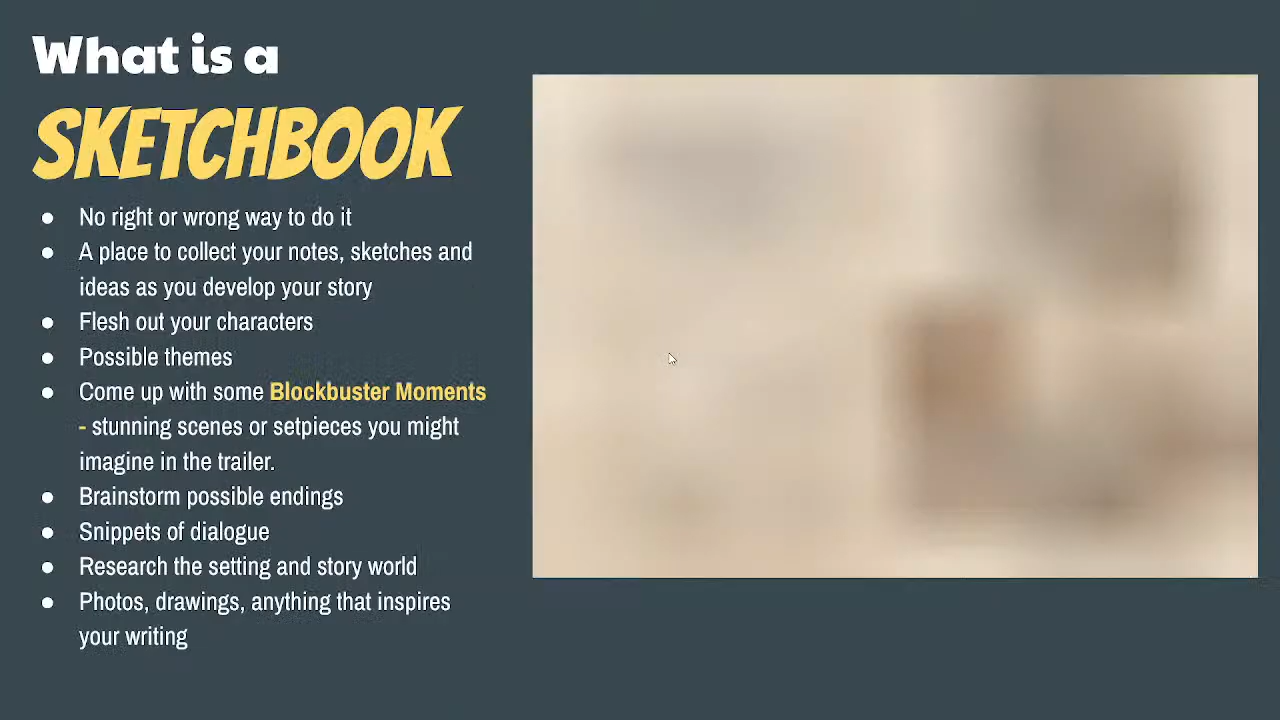 What is a
SKETCHBOOK
● No right or wrong way to do it
● A place to collect your notes, sketches and
ideas as you develop your story
● Flesh out your characters
● Possible themes
● Come up with some Blockbuster Moments
- stunning scenes or setpieces you might
imagine in the trailer.
● Brainstorm possible endings
● Snippets of dialogue
● Research the setting and story world
● Photos, drawings, anything that inspires
your writing